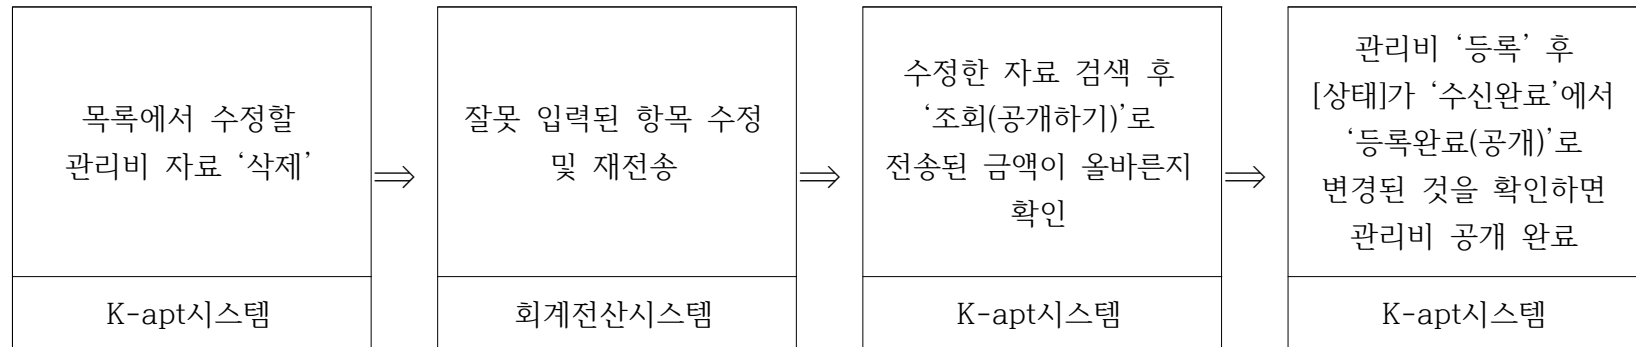 목록에서 수정할
관리비 자료 ‘삭제’
K-apt시스템
⇒
잘못 입력된 항목 수정
및 재전송
회계전산시스템
⇒
수정한 자료 검색 후
‘조회(공개하기)’로
전송된 금액이 올바른지
확인
K-apt시스템
⇒
관리비 ‘등록’ 후
[상태]가 ‘수신완료’에서
‘등록완료(공개)’로
변경된 것을 확인하면
관리비 공개 완료
K-apt시스템